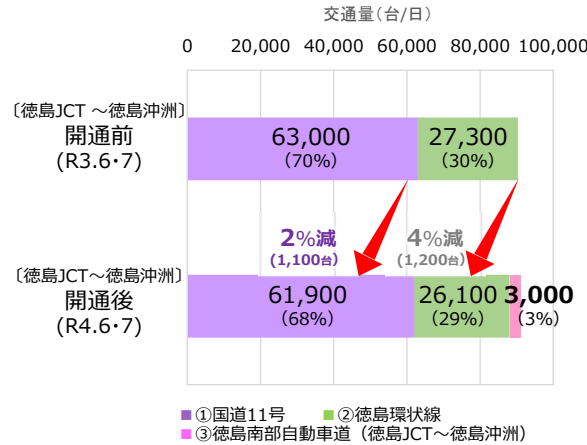 交通量(台/日)
0 20,000 40,000 60,000 80,000 100,000
〔徳島JCT ～徳島沖洲〕
開通前
(R3.6・7)
63,000
(70%)
27,300
(30%)
2%減
(1,100台)
4%減
(1,200台)
〔徳島JCT～徳島沖洲〕
開通後
(R4.6・7)
61,900
(68%)
26,100
(29%)
3,000
(3%)
①国道11号 ②徳島環状線
③徳島南部自動車道（徳島JCT～徳島沖洲）